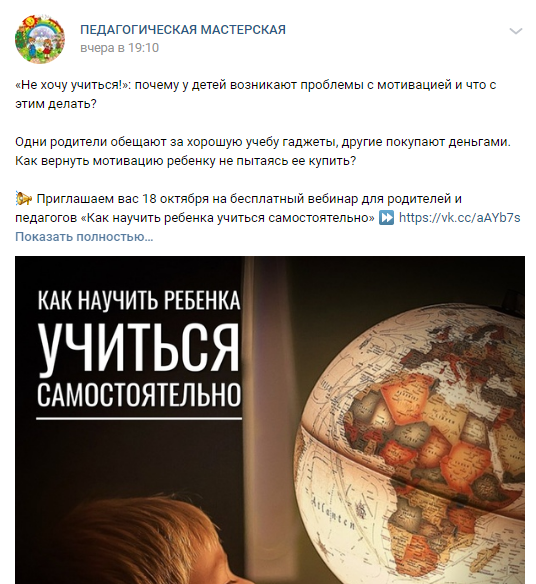 ПЕДАГОГИЧЕСКАЯ МАСТЕРСКАЯ
вчера в 19:10
«Не хочу учиться!»: почему у детей возникают проблемы с мотивацией и что с
этим делать?
Одни родители обещают за хорошую учебу гаджеты, другие покупают деньгами.
Как вернуть мотивацию ребенку не пытаясь ее купить?
Приглашаем вас 18 октября на бесплатный вебинар для родителей и
педагогов «Как научить ребенка учиться самостоятельно» ⏩ https://vk.cc/aAYb7s
Показать полностью…
КАК НАУЧИТЬ РЕБЕНКА
УЧИТЬСЯ
САМОСТОЯТЕЛЬНО
Atlanten